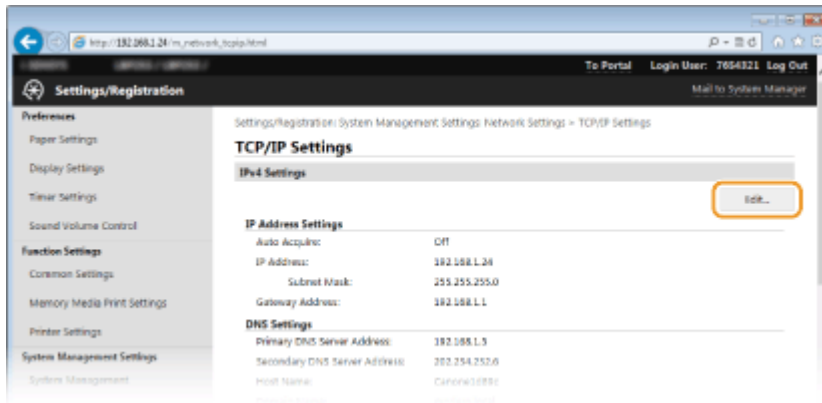 http://192.168.1.24/m_network_tcpip.html
To Portal Login User: 7654321 Log Out
Settings/Registration
Mail to System Manager
Preferences
Paper Settings
Display Settings
Timer Settings
Sound Volume Control
Function Settings
Common Settings
Memory Media Print Settings
Printer Settings
System Management Settings
System Management
Settings/Registration: System Management Settings: Network Settings > TCP/IP Settings
TCP/IP Settings
IPv4 Settings
Edit...
IP Address Settings
Auto Acquire: Off
IP Address: 192.168.1.24
Subnet Mask: 255.255.255.0
Gateway Address: 192.168.1.1
DNS Settings
Primary DNS Server Address: 192.168.1.5
Secondary DNS Server Address: 202.254.252.6
Host Name: